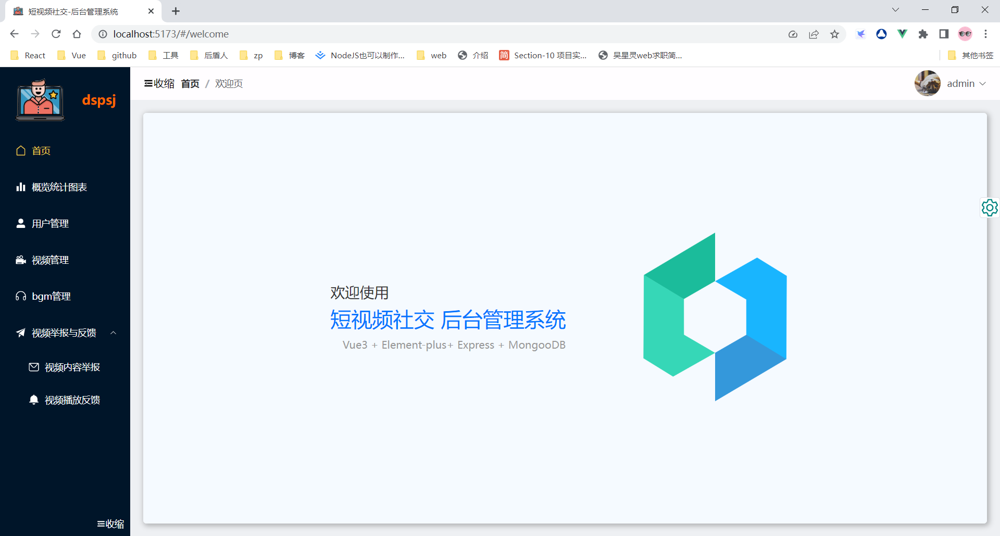 短视频社交-后台管理系统
localhost:5173/#/welcome
React Vue github 工具 后盾人 zp 博客 NodeJS也可以制作... web 介绍 简 Section-10 项目实... 吴星灵web求职简... 其他书签
dspsj
收缩 首页 / 欢迎页
admin
首页
概览统计图表
用户管理
视频管理
bgm管理
视频举报与反馈
视频内容举报
视频播放反馈
收缩
欢迎使用
短视频社交 后台管理系统
Vue3 + Element-plus+ Express + MongooDB